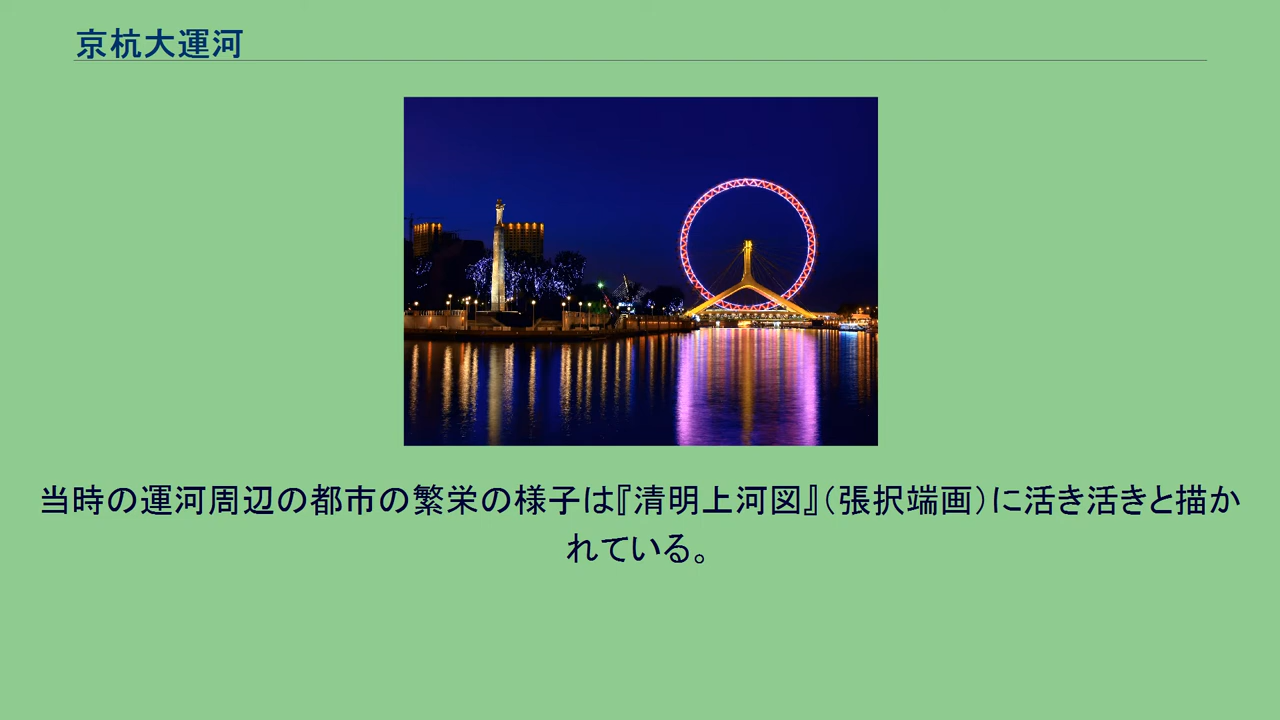 京杭大運河
当時の運河周辺の都市の繁栄の様子は『清明上河図』（張択端画）に活き活きと描か
れている。